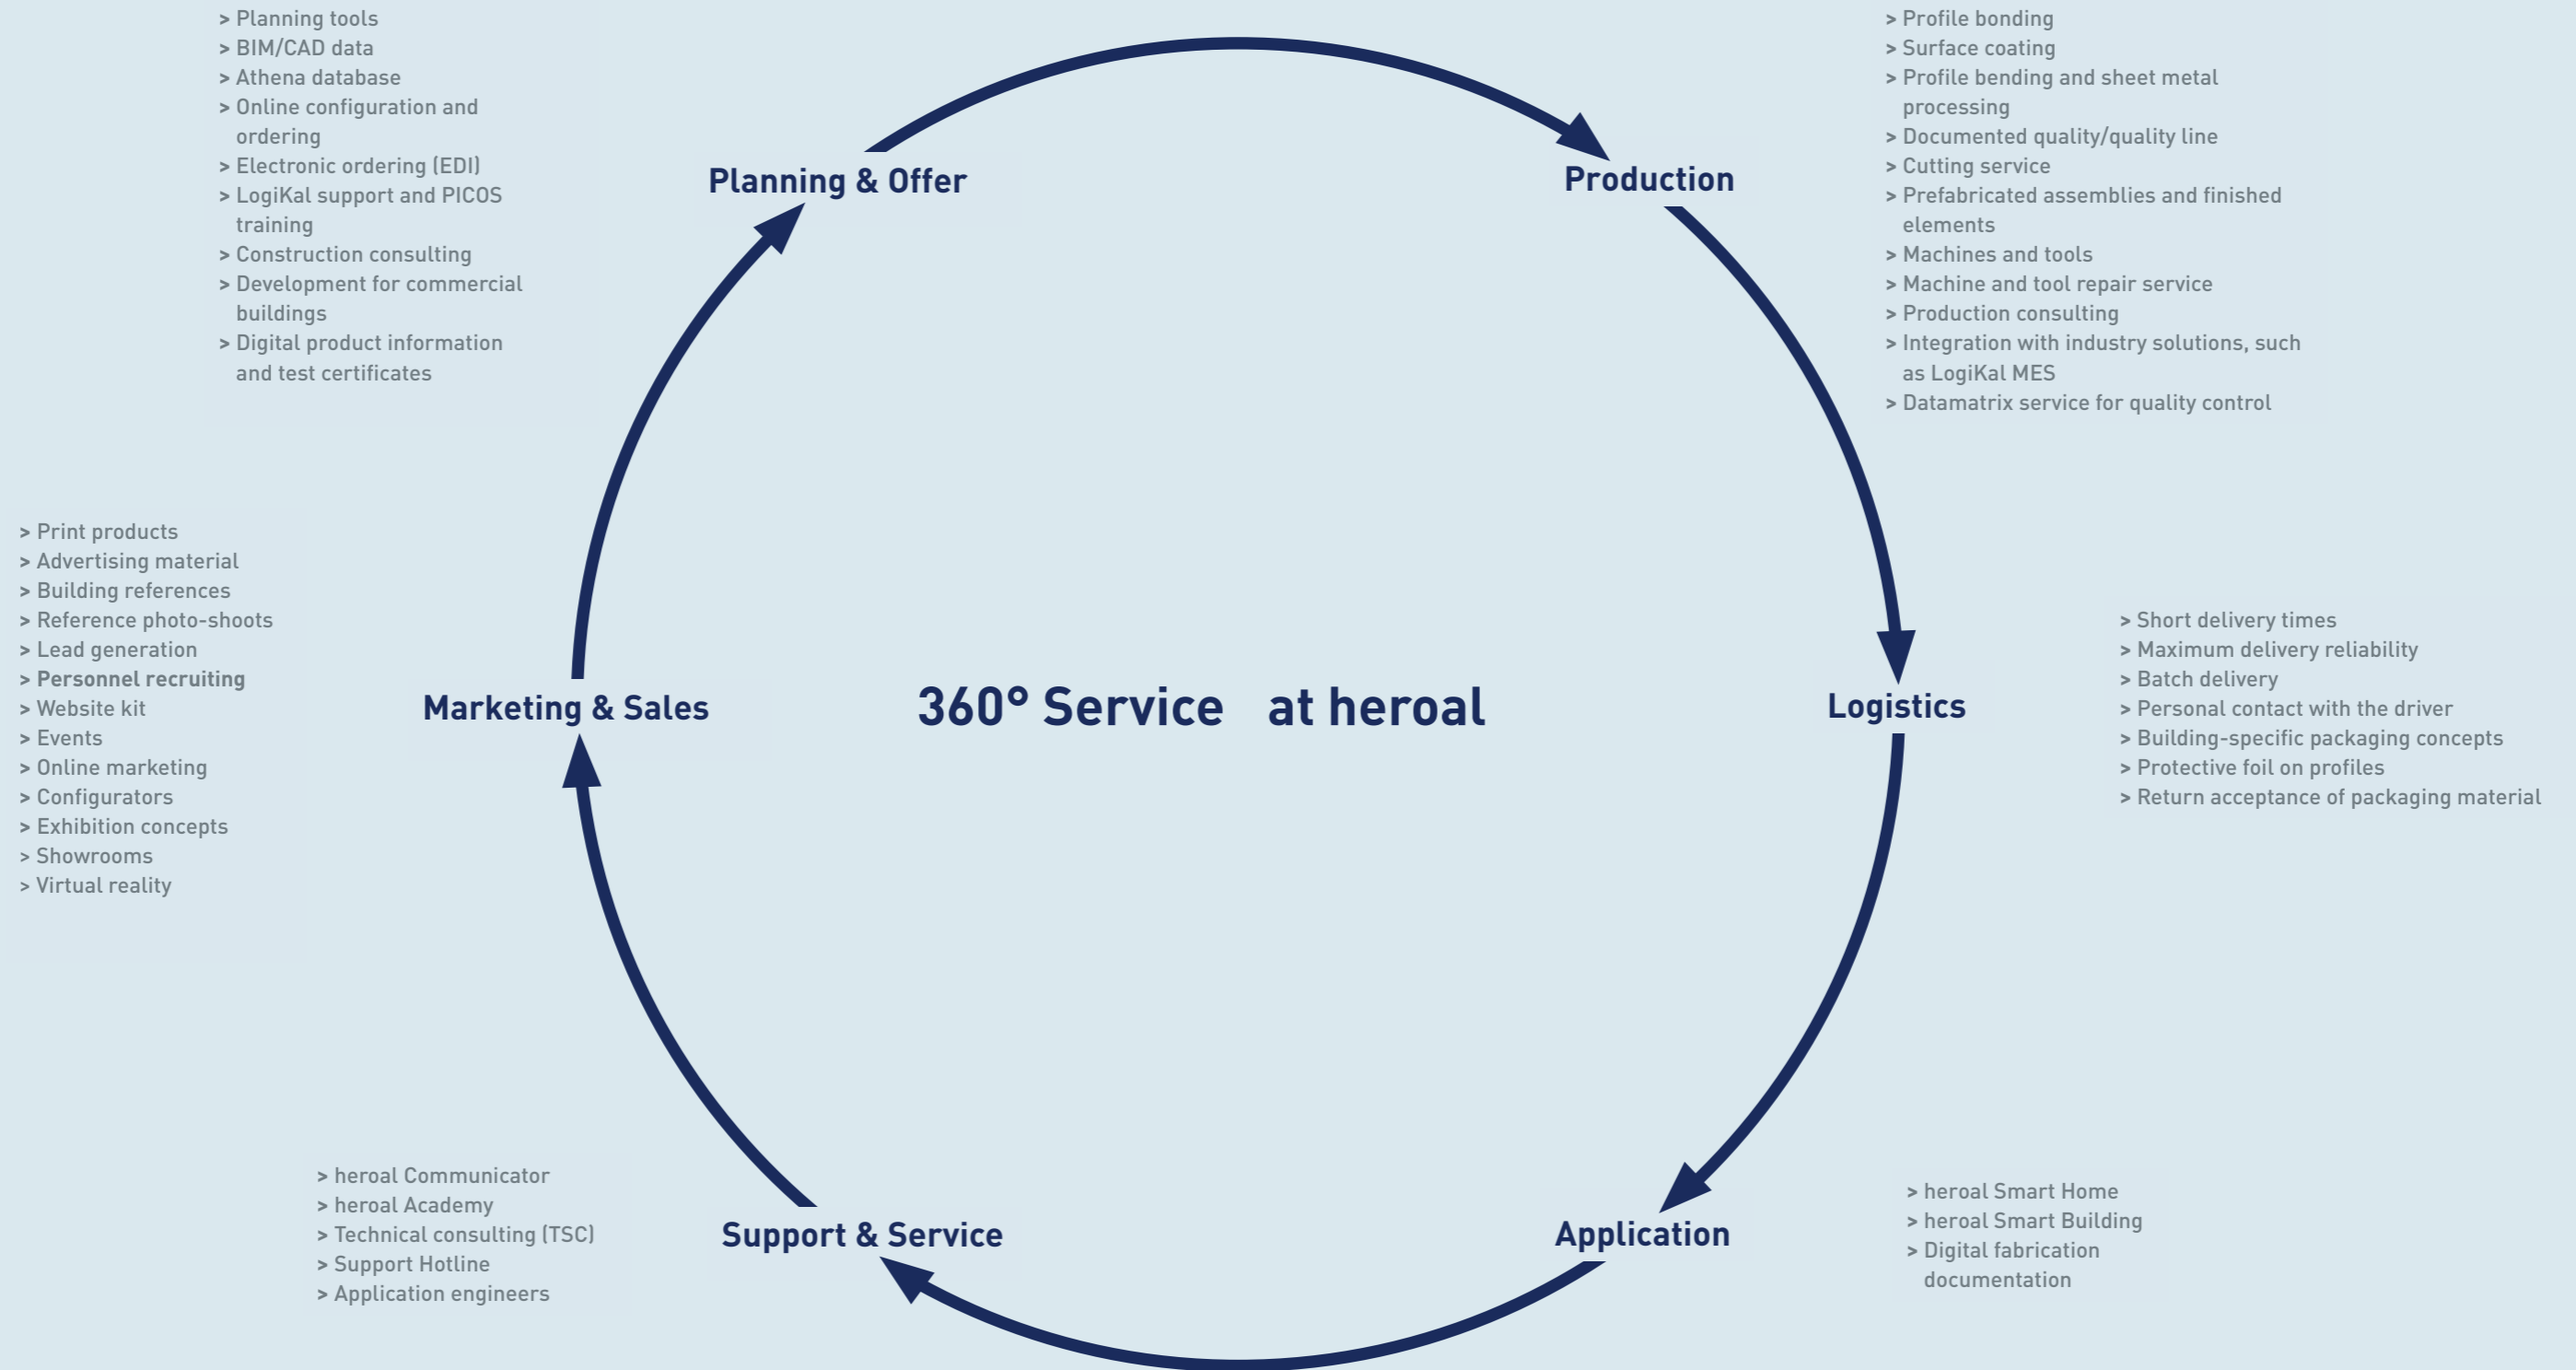 > Planning tools
> BIM/CAD data
> Athena database
> Online configuration and
ordering
> Electronic ordering (EDI)
> LogiKal support and PICOS
training
> Construction consulting
> Development for commercial
buildings
> Digital product information
and test certificates
Planning & Offer
Production
> Profile bonding
> Surface coating
> Profile bending and sheet metal
processing
> Documented quality/quality line
> Cutting service
> Prefabricated assemblies and finished
elements
> Machines and tools
> Machine and tool repair service
> Production consulting
> Integration with industry solutions, such
as LogiKal MES
> Datamatrix service for quality control
> Print products
> Advertising material
> Building references
> Reference photo-shoots
> Lead generation
> Personnel recruiting
> Website kit
> Events
> Online marketing
> Configurators
> Exhibition concepts
> Showrooms
> Virtual reality
Marketing & Sales
360° Service at heroal
Logistics
> Short delivery times
> Maximum delivery reliability
> Batch delivery
> Personal contact with the driver
> Building-specific packaging concepts
> Protective foil on profiles
> Return acceptance of packaging material
> heroal Communicator
> heroal Academy
> Technical consulting (TSC)
> Support Hotline
> Application engineers
Support & Service
Application
> heroal Smart Home
> heroal Smart Building
> Digital fabrication
documentation